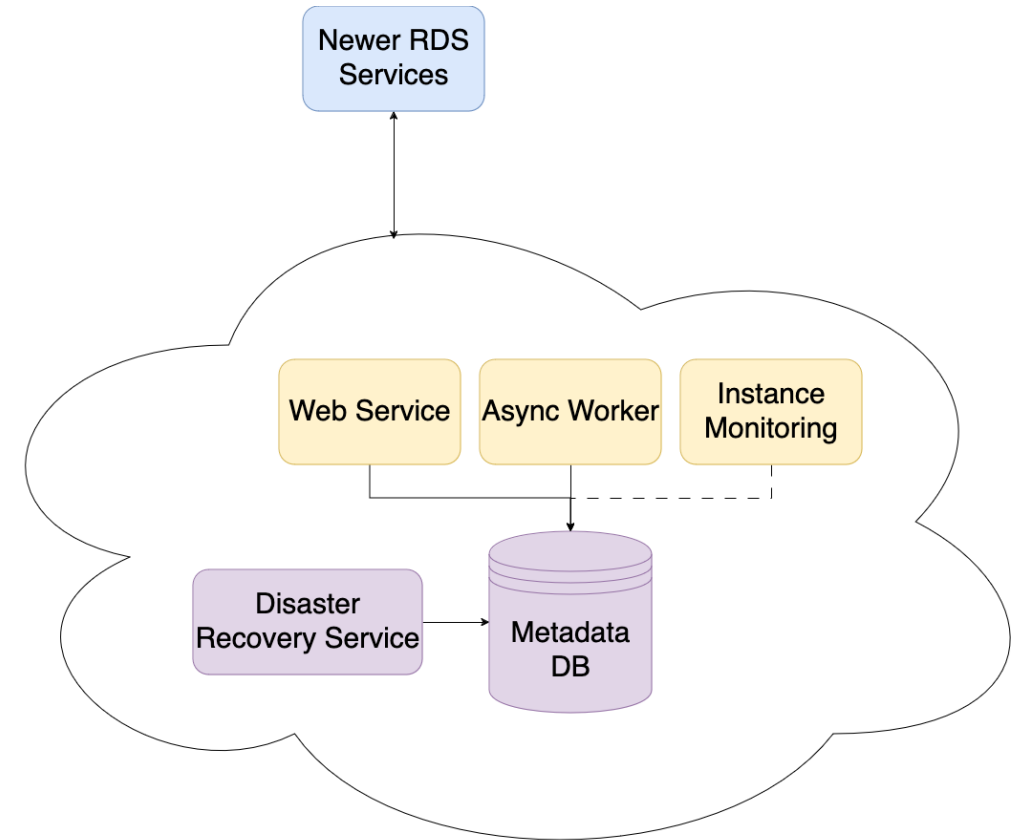 Newer RDS
Services
Web Service
Async Worker
Instance
Monitoring
Disaster
Recovery Service
Metadata
DB